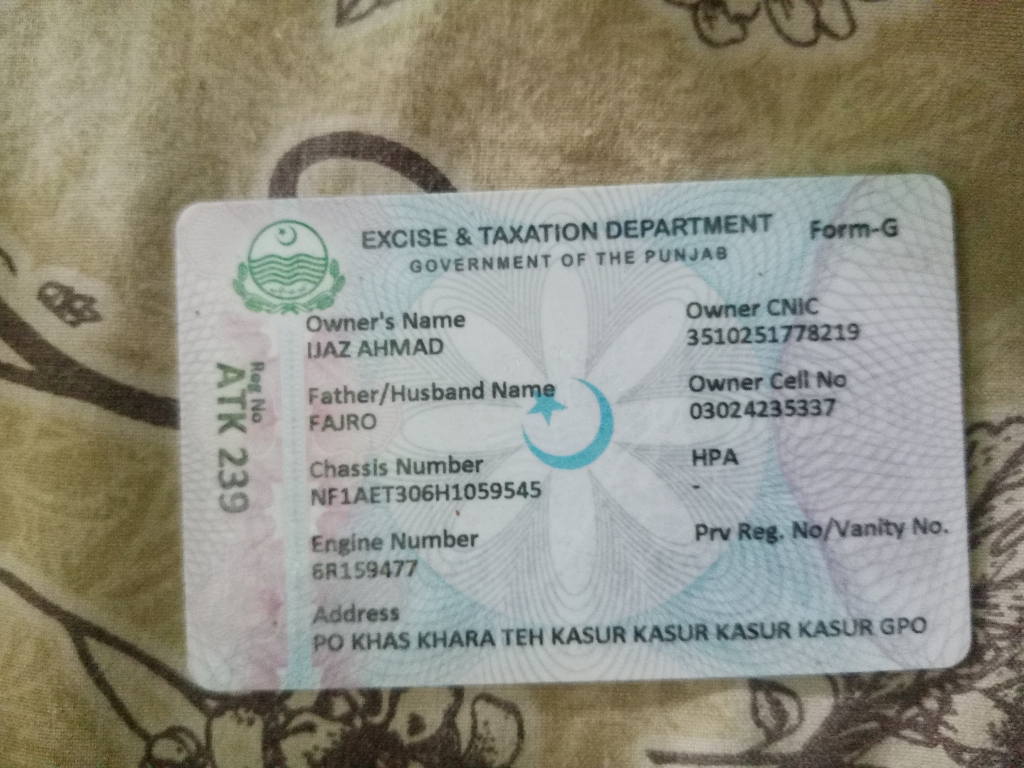 EXCISE & TAXATION DEPARTMENT
GOVERNMENT OF THE PUNJAB
Form-G
Reg No
ATK 239
Owner's Name
IJAZ AHMAD
Father/Husband Name
FAJRO
Chassis Number
NF1AET306H1059545
Engine Number
6R159477
Address
PO KHAS KHARA TEH KASUR KASUR KASUR KASUR GPO
Owner CNIC
3510251778219
Owner Cell No
03024235337
HPA
-
Prv Reg. No/Vanity No.